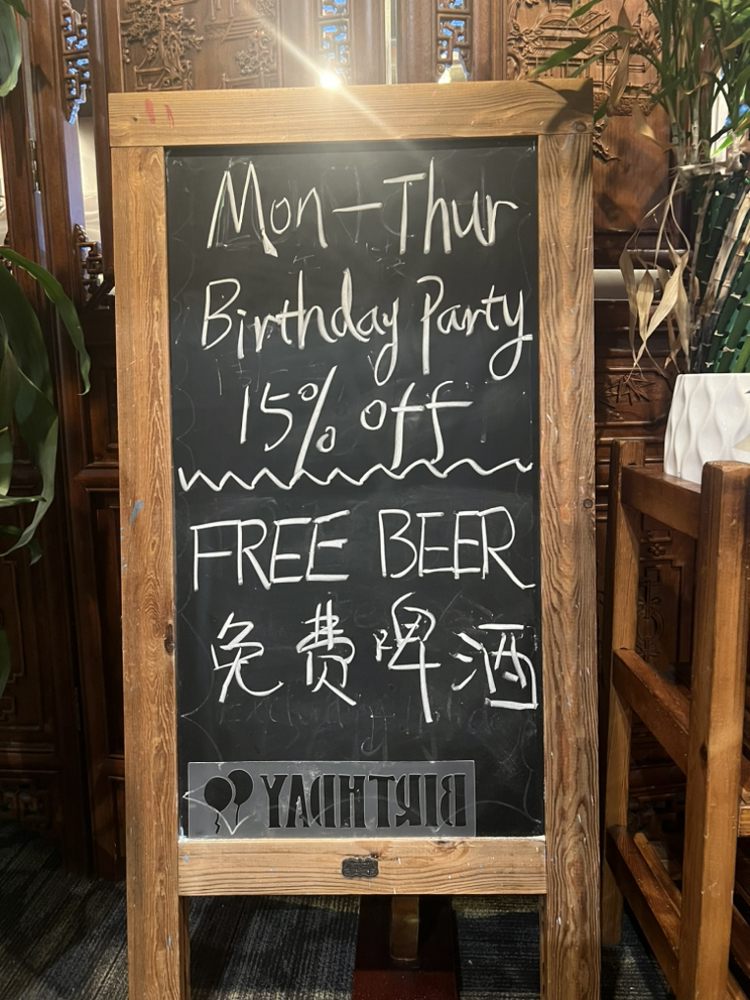 Mon-Thur
Birthday Party
15% off
FREE BEER
免费啤酒
BIRTHDAY